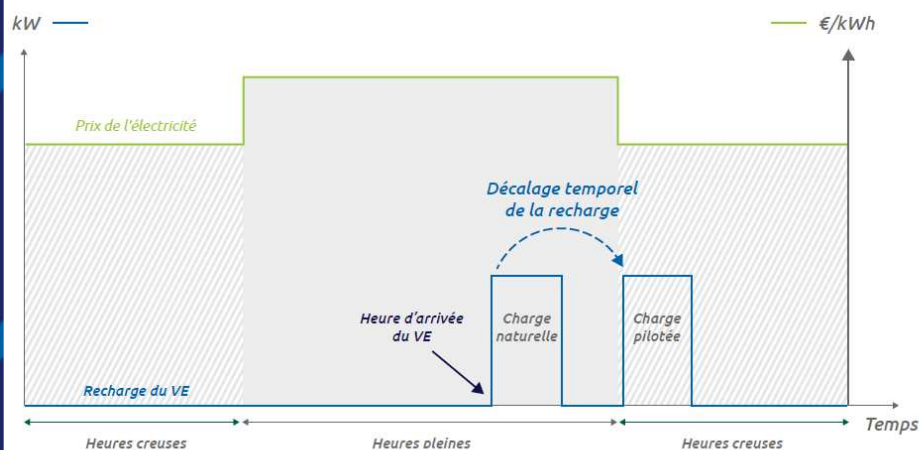 kW
€/kWh
Prix de l'électricité
Décalage temporel
de la recharge
Heure d'arrivée
du VE
Charge
naturelle
Charge
pilotée
Recharge du VE
Temps
Heures creuses
Heures pleines
Heures creuses